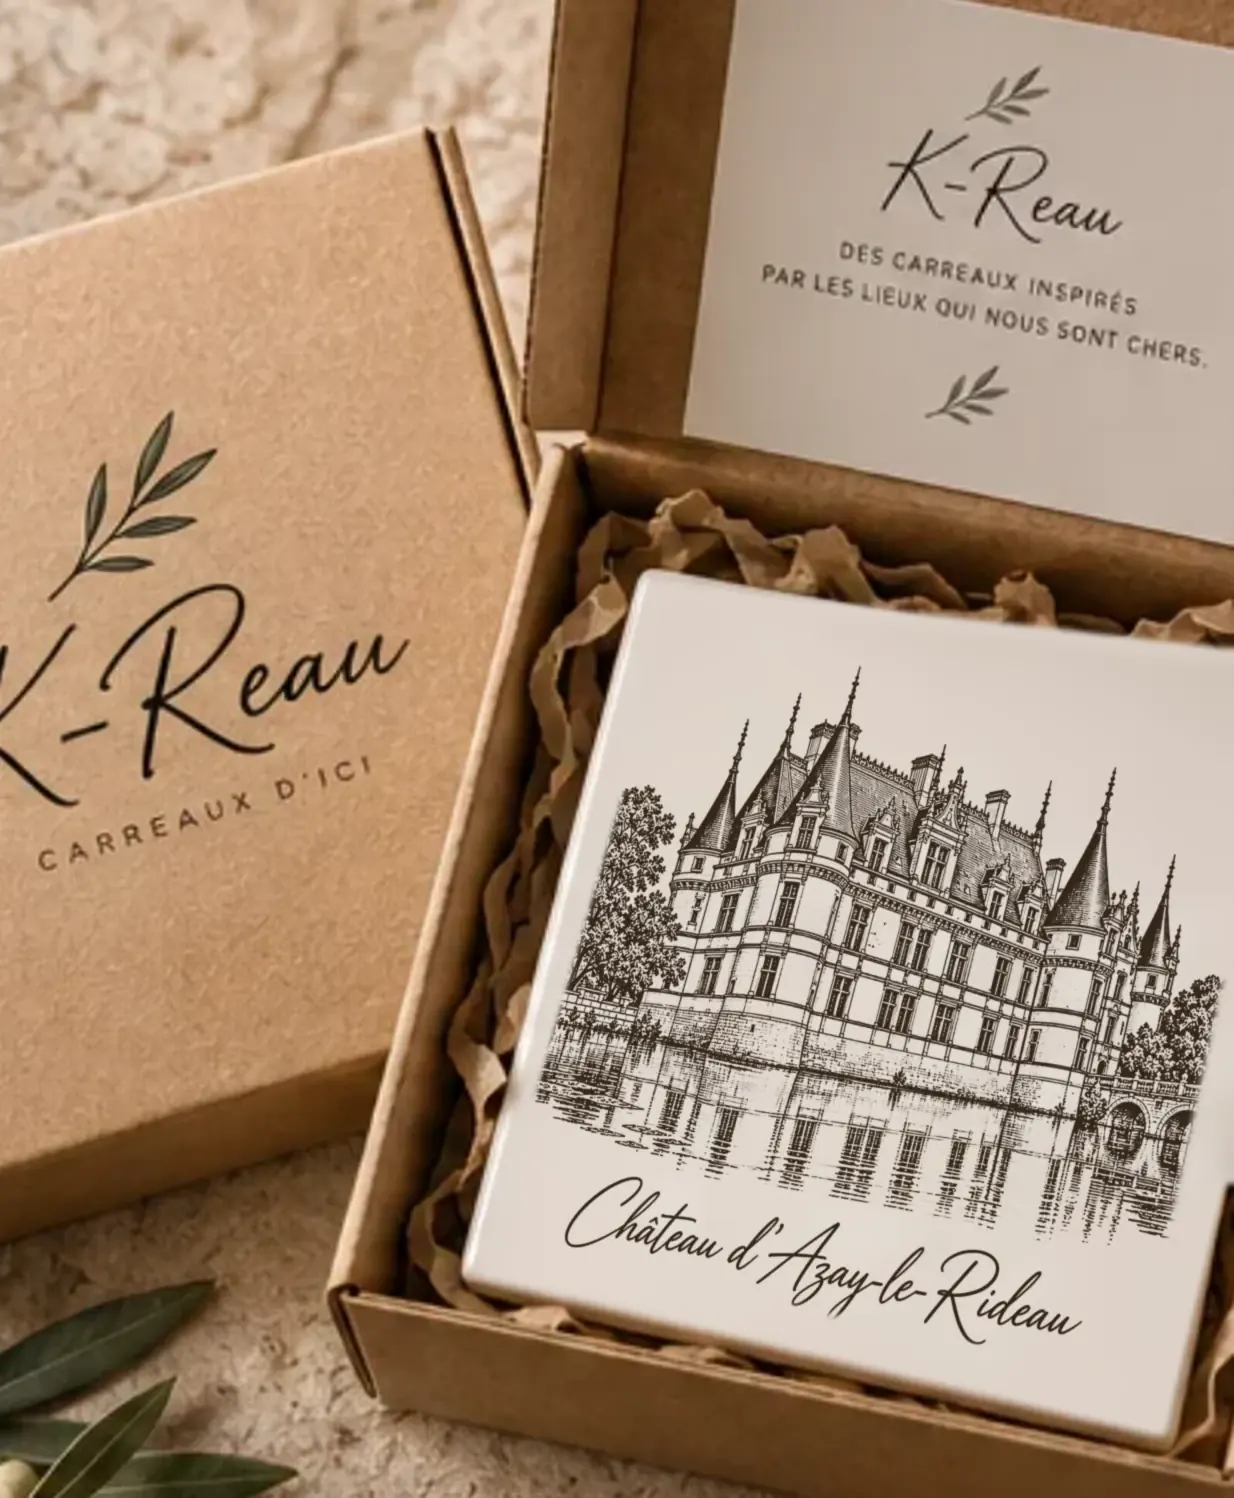 K-Reau
CARREAUX D'ICI
K-Reau
DES CARREAUX INSPIRÉS
PAR LES LIEUX QUI NOUS SONT CHERS.
Château d'Azay-le-Rideau